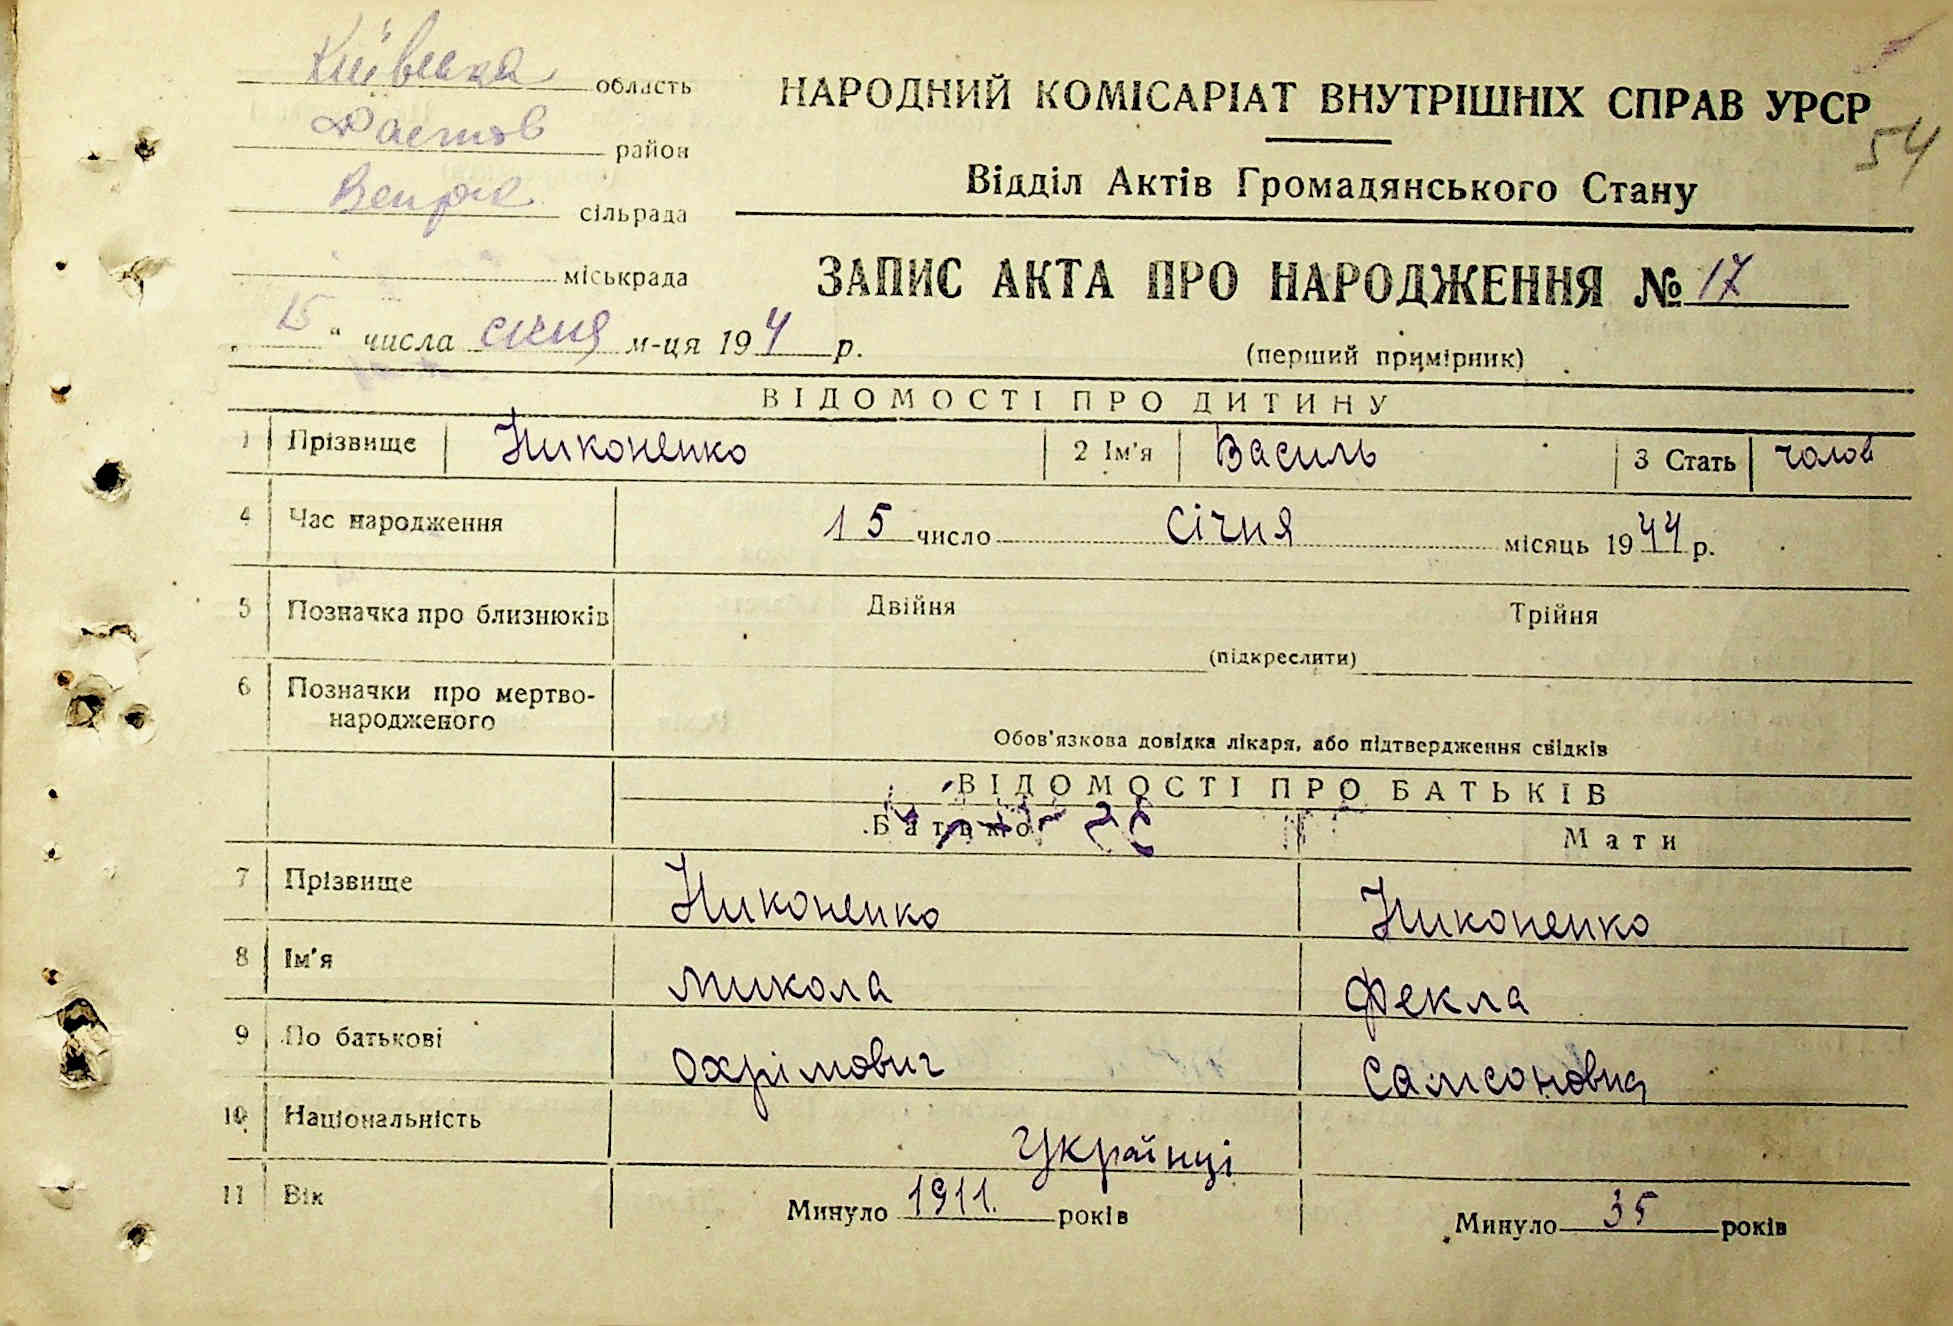 Київська область
НАРОДНИЙ КОМІСАРІАТ ВНУТРІШНІХ СПРАВ УРСР
54
Фастов район
Відділ Актів Громадянського Стану
Веприк сільрада
міськрада
ЗАПИС АКТА ПРО НАРОДЖЕННЯ № 17
15 " числа січня м-ця 194 4 р.
(перший примірник)
ВІДОМОСТІ ПРО ДИТИНУ
1 Прізвище Никоненко 2 Ім'я Василь 3 Стать чолов
4 Час народження 15 число січня місяць 1944 р.
5 Позначка про близнюків Двійня Трійня
(підкреслити)
6 Позначки про мертво-
народженого
Обов'язкова довідка лікаря, або підтвердження свідків
ВІДОМОСТІ ПРО БАТЬКІВ
Батько Мати
7 Прізвище Никоненко Никоненко
8 Ім'я Микола Фекла
9 По батькові Охрімович Самсоновна
10 Національність Українці
11 Вік Минуло 1911. років Минуло 35 років